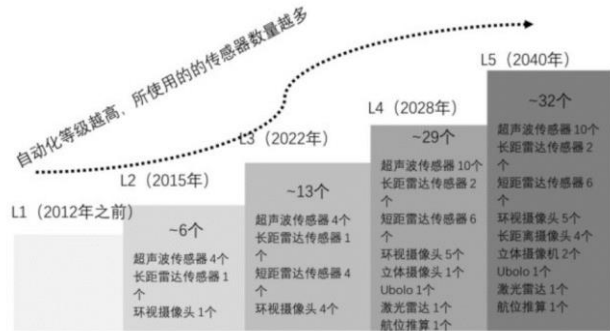 自动化等级越高，所使用的的传感器数量越多
L1（2012年之前）
L2（2015年）
~6个
超声波传感器4个
长距雷达传感器1
个
环视摄像头1个
L3（2022年）
~13个
超声波传感器4个
长距雷达传感器1
个
短距雷达传感器4
个
环视摄像头4个
L4（2028年）
~29个
超声波传感器10个
长距雷达传感器2
个
短距雷达传感器6
个
环视摄像头5个
立体摄像头1个
Ubolo 1个
激光雷达1个
航位推算1个
L5（2040年）
~32个
超声波传感器10个
长距雷达传感器2
个
短距雷达传感器6
个
环视摄像头5个
长距离摄像头4个
立体摄像机2个
Ubolo 1个
激光雷达1个
航位推算1个